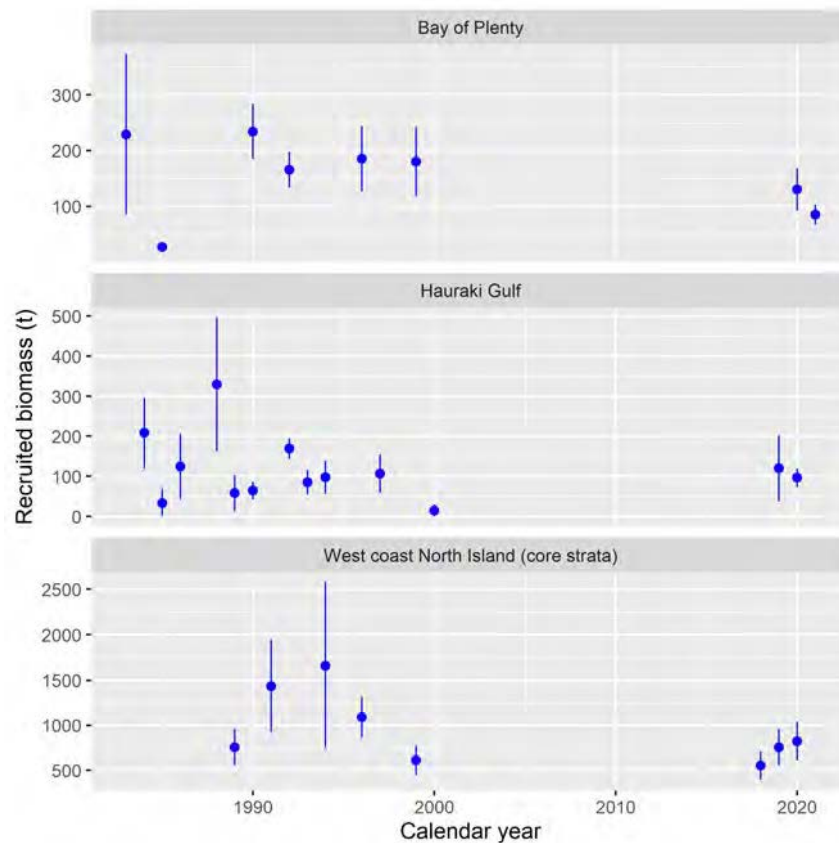 Bay of Plenty
300
200
100
Hauraki Gulf
500
400
300
200
100
0
Recruited biomass (t)
West coast North Island (core strata)
2500
2000
1500
1000
500
1990 2000 2010 2020
Calendar year